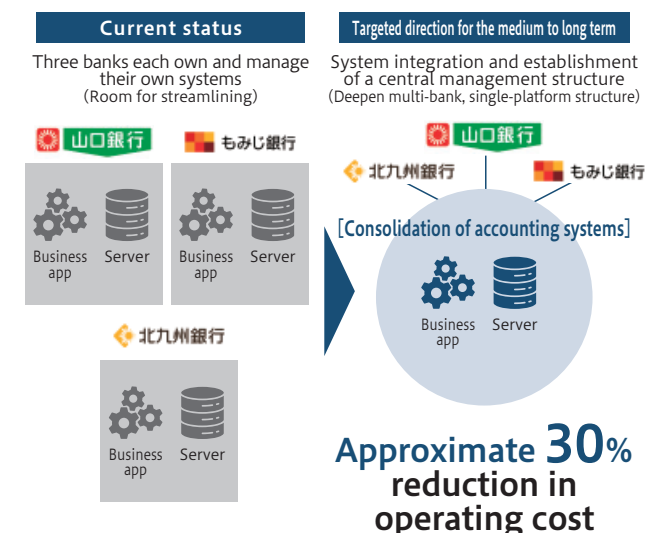 Current status
Three banks each own and manage
their own systems
(Room for streamlining)
山口銀行
もみじ銀行
Business
app
Server
Business
app
Server
北九州銀行
Business
app
Server
Targeted direction for the medium to long term
System integration and establishment
of a central management structure
(Deepen multi-bank, single-platform structure)
山口銀行
北九州銀行
もみじ銀行
[Consolidation of accounting systems]
Business
app
Server
Approximate 30%
reduction in
operating cost